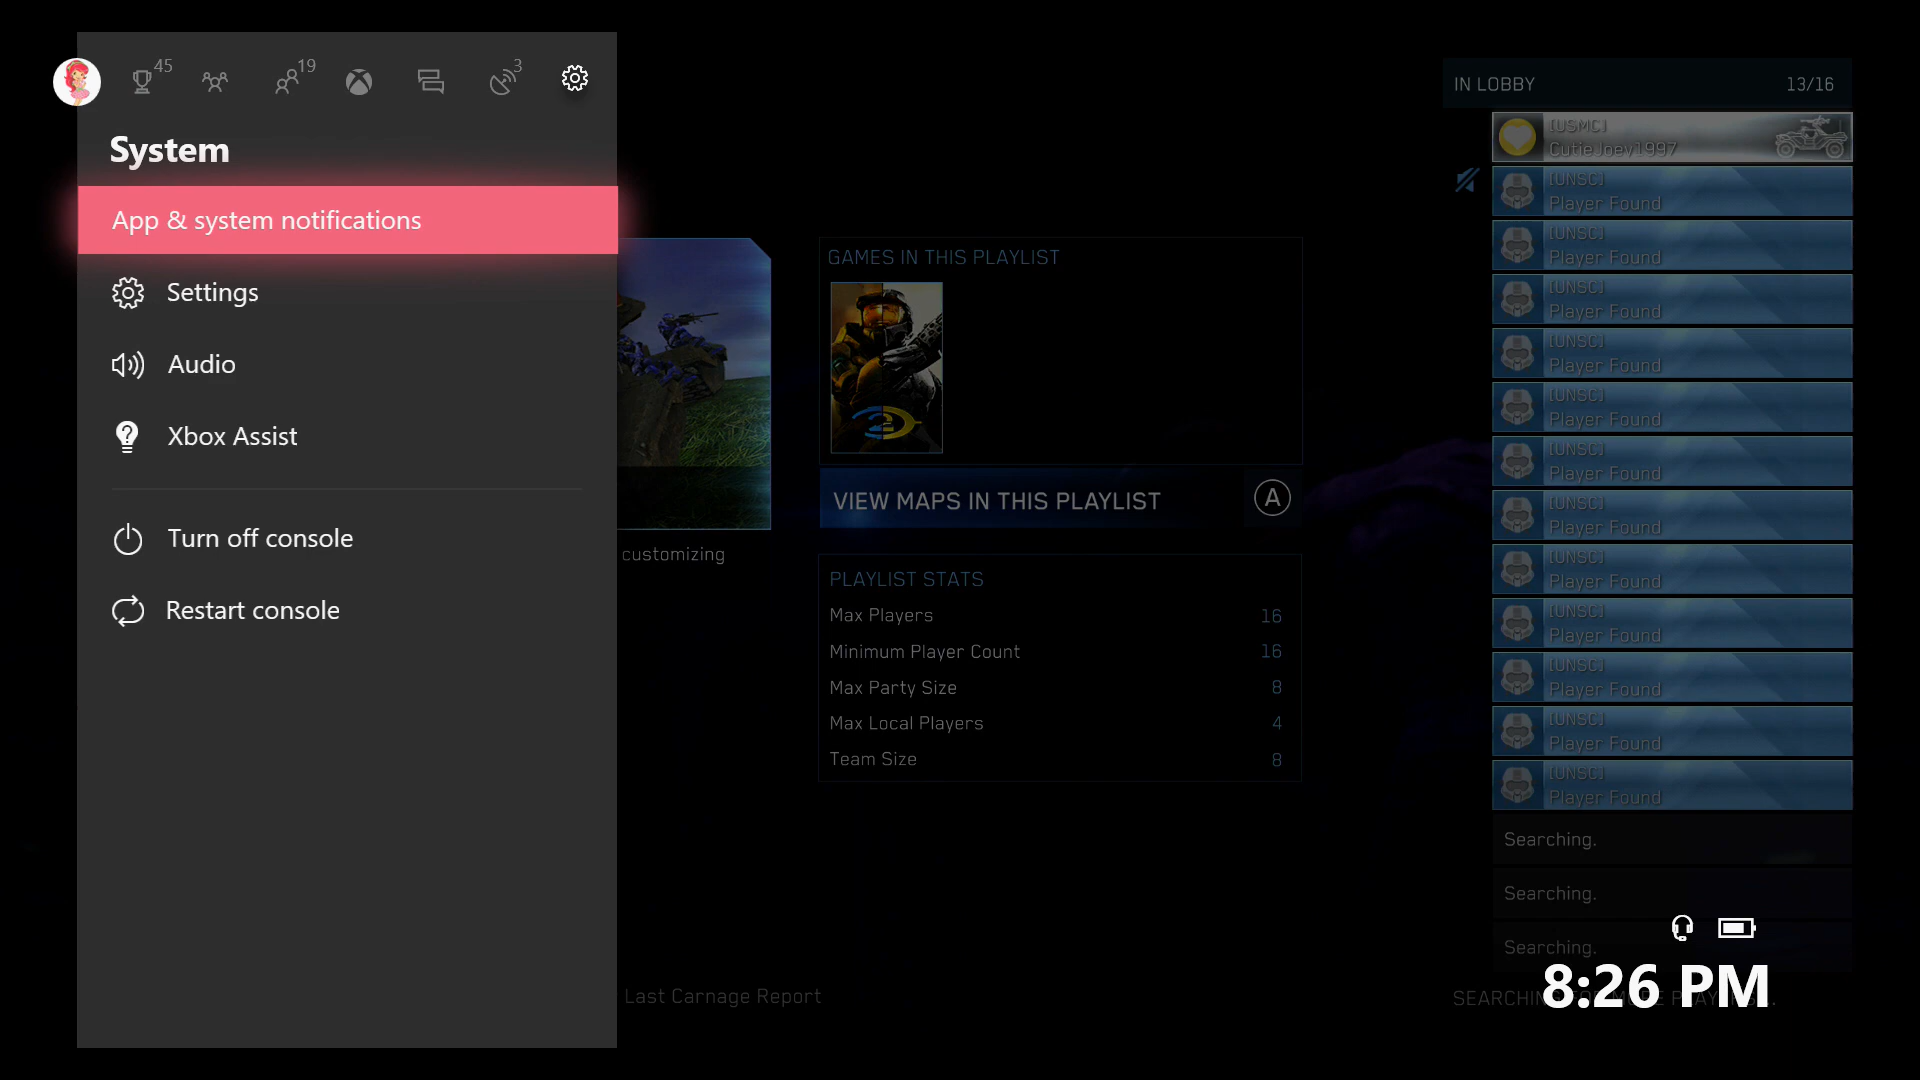 45
19
3
System
App & system notifications
Settings
Audio
Xbox Assist
Turn off console
Restart console
customizing
Last Carnage Report
GAMES IN THIS PLAYLIST
2
VIEW MAPS IN THIS PLAYLIST A
PLAYLIST STATS
Max Players 16
Minimum Player Count 16
Max Party Size 8
Max Local Players 4
Team Size 8
IN LOBBY 13/16
[USMC]
CutieJoey1997
[UNSC]
Player Found
[UNSC]
Player Found
[UNSC]
Player Found
[UNSC]
Player Found
[UNSC]
Player Found
[UNSC]
Player Found
[UNSC]
Player Found
[UNSC]
Player Found
[UNSC]
Player Found
[UNSC]
Player Found
[UNSC]
Player Found
[UNSC]
Player Found
Searching.
Searching.
Searching.
8:26 PM